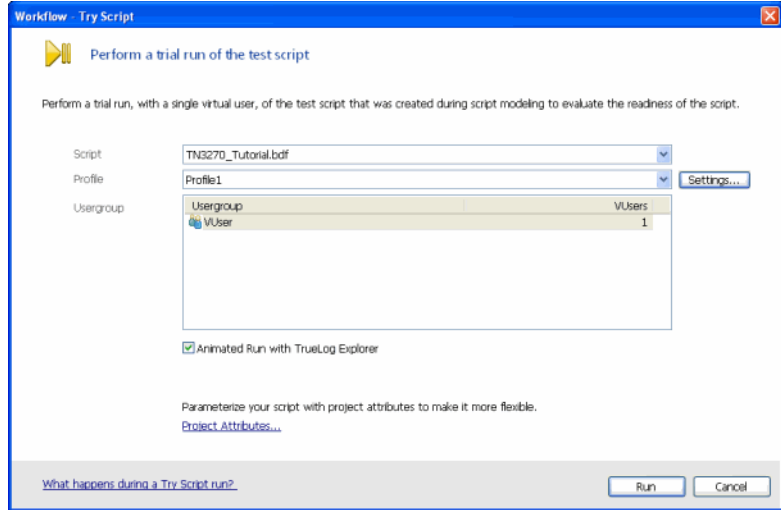 Workflow - Try Script
Perform a trial run of the test script
Perform a trial run, with a single virtual user, of the test script that was created during script modeling to evaluate the readiness of the script.
Script TN3270_Tutorial.bdf
Profile Profile1 Settings...
Usergroup Usergroup VUsers
VUser 1
Animated Run with TrueLog Explorer
Parameterize your script with project attributes to make it more flexible.
Project Attributes...
What happens during a Try Script run? Run Cancel